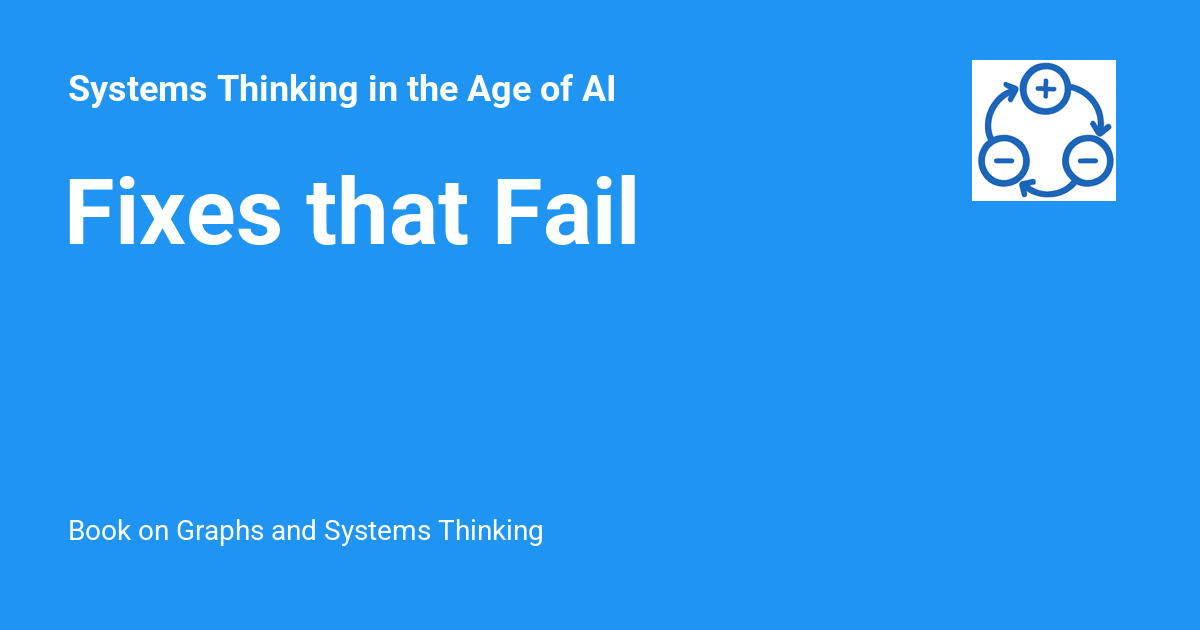 Systems Thinking in the Age of AI
Fixes that Fail
Book on Graphs and Systems Thinking